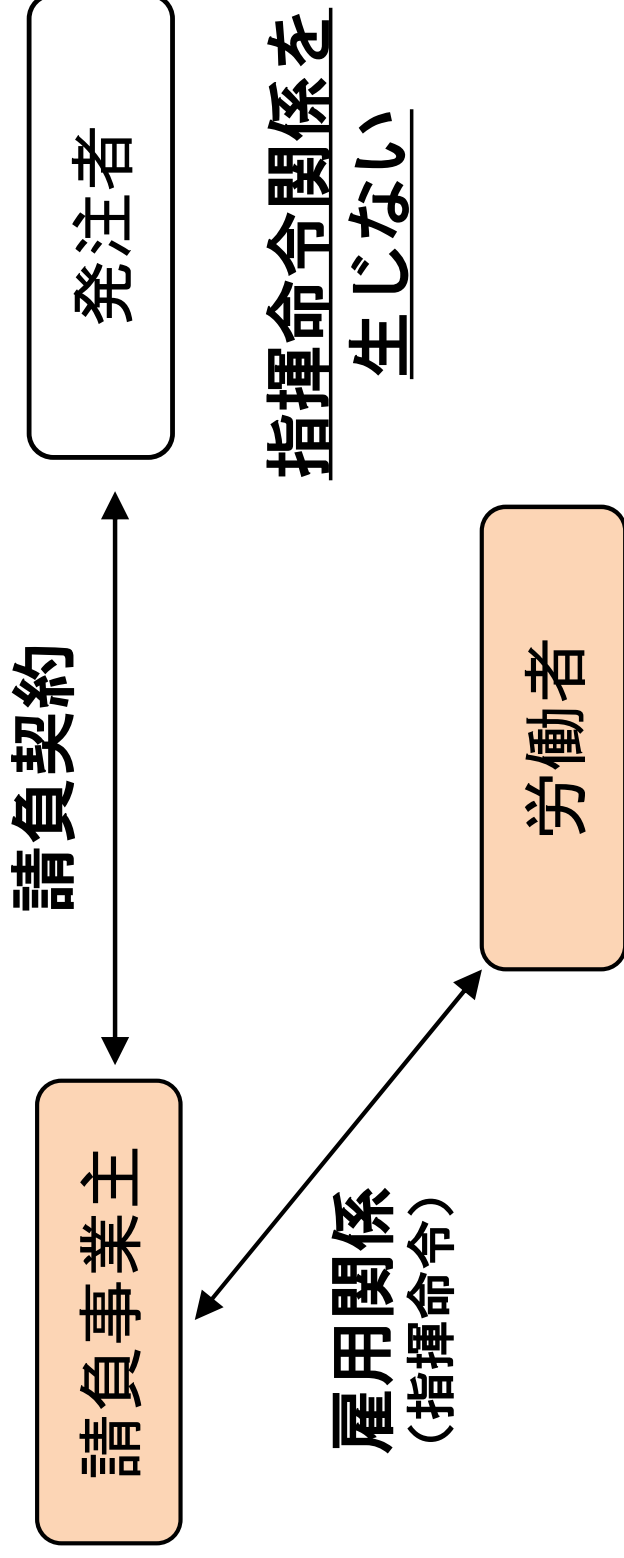 請負契約
請負事業主
発注者
指揮命令関係を
生じない
雇用関係
（指揮命令）
労働者